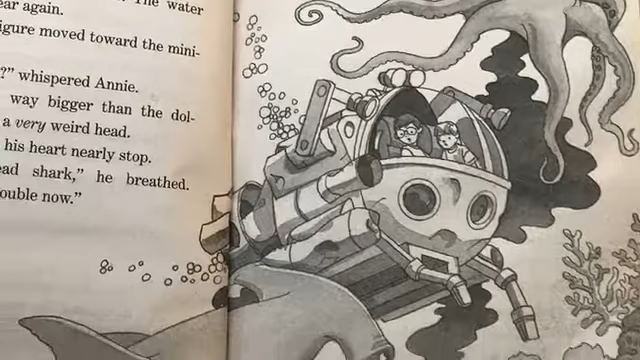 The water
ear again.
igure moved toward the mini-
?” whispered Annie.
way bigger than the dol-
a very weird head.
his heart nearly stop.
ead shark,” he breathed.
ouble now.”